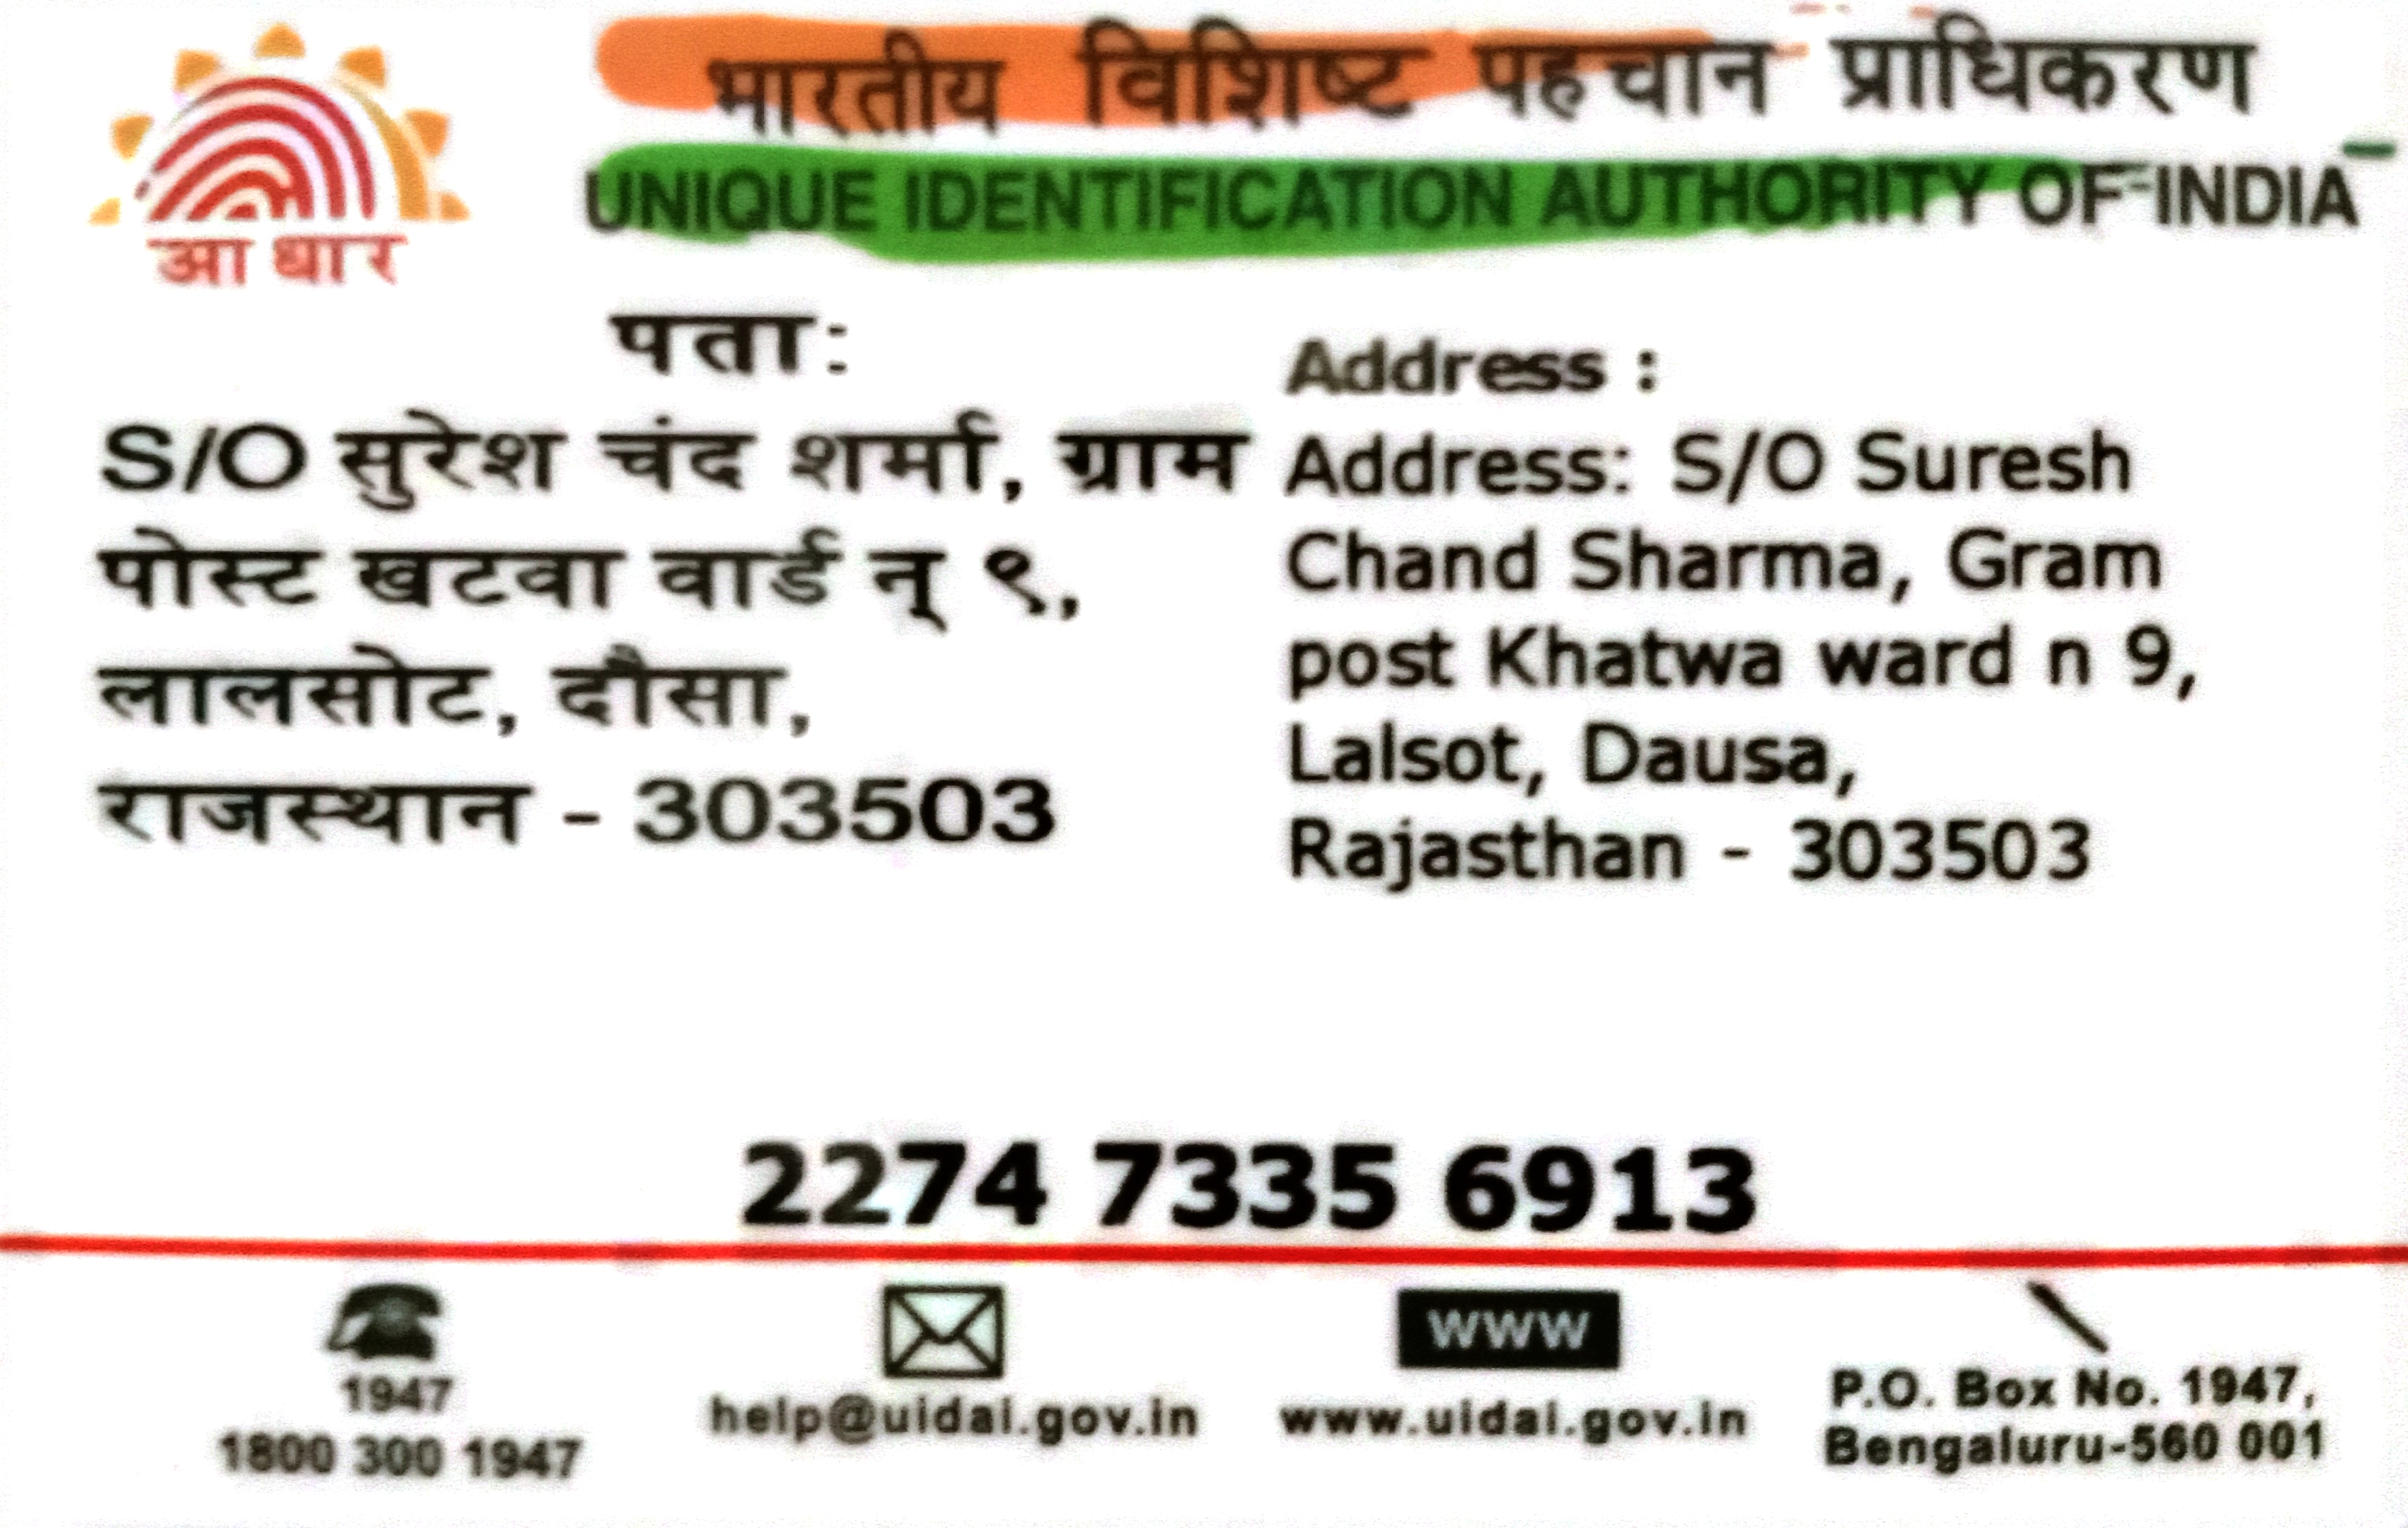 भारतीय विशिष्ट पहचान प्राधिकरण
UNIQUE IDENTIFICATION AUTHORITY OF INDIA
आधार
पता:
S/O सुरेश चंद शर्मा, ग्राम
पोस्ट खटवा वार्ड न् ९,
लालसोट, दौसा,
राजस्थान - 303503
Address :
Address: S/O Suresh
Chand Sharma, Gram
post Khatwa ward n 9,
Lalsot, Dausa,
Rajasthan - 303503
2274 7335 6913
1947
1800 300 1947
help@uidai.gov.in
www
www.uidai.gov.in
P.O. Box No. 1947,
Bengaluru-560 001